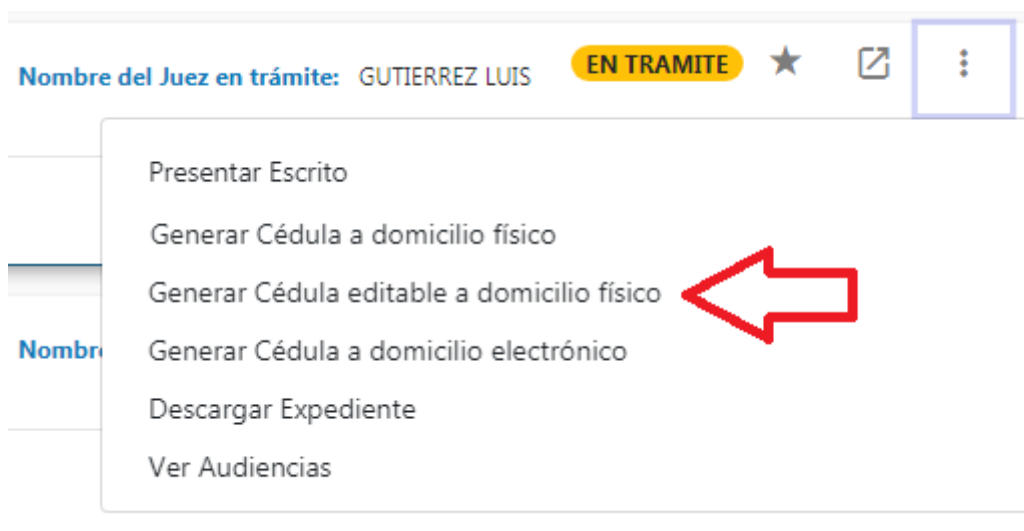 Nombre del Juez en trámite: GUTIERREZ LUIS EN TRAMITE
Presentar Escrito
Generar Cédula a domicilio físico
Generar Cédula editable a domicilio físico
Nombr
Generar Cédula a domicilio electrónico
Descargar Expediente
Ver Audiencias